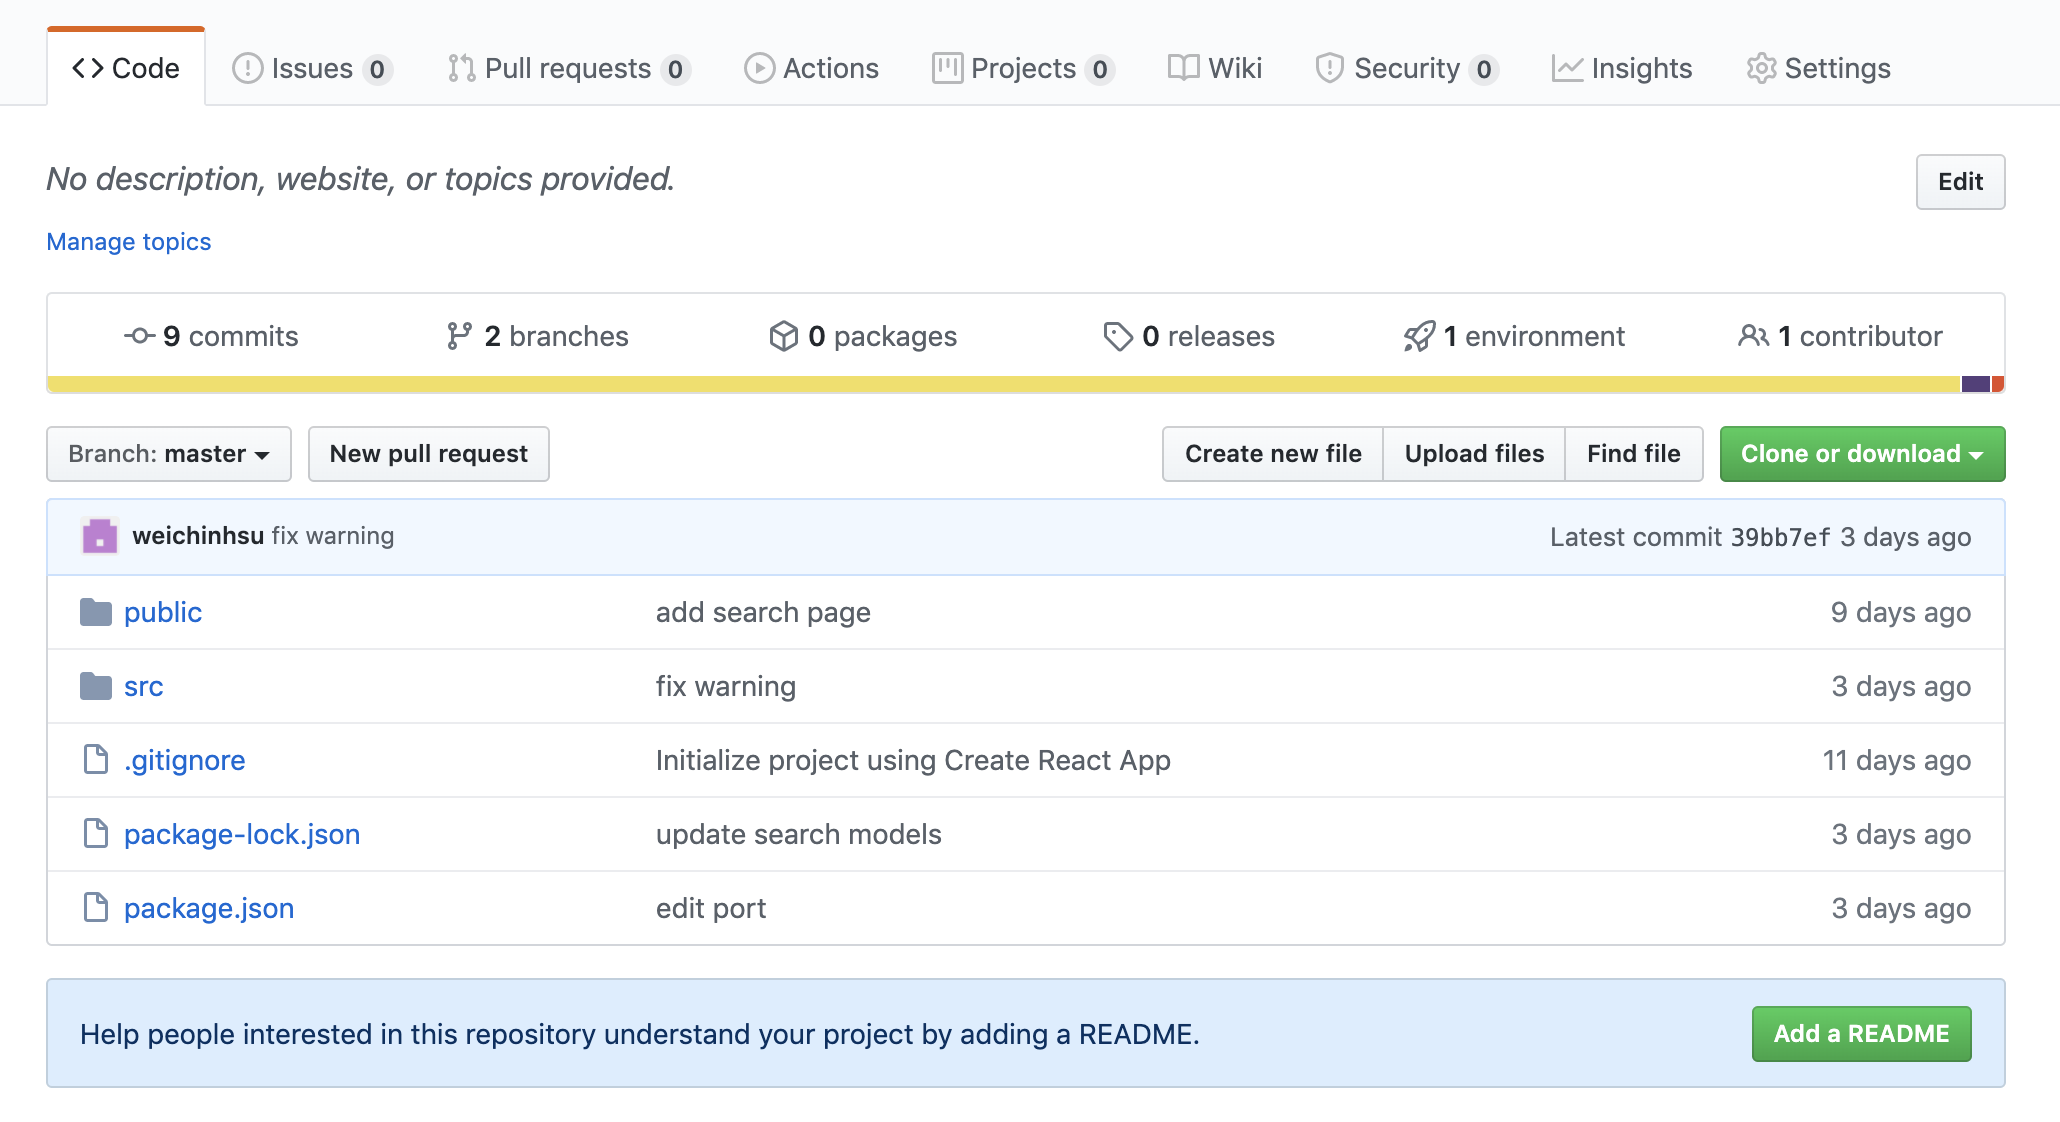 Code Issues 0 Pull requests 0 Actions Projects 0 Wiki Security 0 Insights Settings
No description, website, or topics provided. Edit
Manage topics
9 commits 2 branches 0 packages 0 releases 1 environment 1 contributor
Branch: master New pull request Create new file Upload files Find file Clone or download
weichinhsu fix warning Latest commit 39bb7ef 3 days ago
public add search page 9 days ago
src fix warning 3 days ago
.gitignore Initialize project using Create React App 11 days ago
package-lock.json update search models 3 days ago
package.json edit port 3 days ago
Help people interested in this repository understand your project by adding a README. Add a README